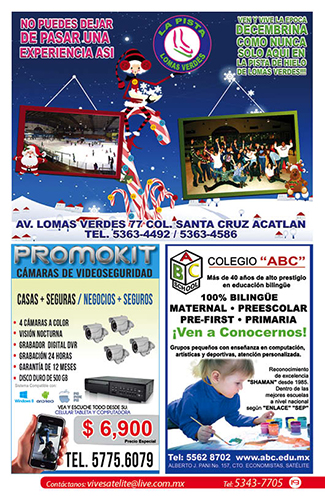 NO PUEDES DEJAR
DE PASAR UNA
EXPERIENCIA ASI
LA PISTA
LOMAS VERDES
VEN Y VIVE LA EPOCA
DECEMBRINA
COMO NUNCA
SOLO AQUI EN
LA PISTA DE HIELO
DE LOMAS VERDES!!!
AV. LOMAS VERDES 77 COL. SANTA CRUZ ACATLAN
TEL. 5363-4492 / 5363-4586
PROMOKIT
CÁMARAS DE VIDEOSEGURIDAD
CASAS + SEGURAS / NEGOCIOS + SEGUROS
• 4 CÁMARAS A COLOR
• VISIÓN NOCTURNA
• GRABADOR DIGITAL DVR
• GRABACIÓN 24 HORAS
• GARANTÍA DE 12 MESES
• DISCO DURO DE 500 GB
Sistema Compatible con:
Windows 8
android
VEA Y ESCUCHE TODO DESDE SU
CELULAR TABLETA Y COMPUTADORA
$ 6,900
Precio Especial
TEL. 5775.6079
ABC
SCHOOL
COLEGIO "ABC"
Más de 40 años de alto prestigio
en educación bilingüe
100% BILINGÜE
MATERNAL • PREESCOLAR
PRE-FIRST • PRIMARIA
¡Ven a Conocernos!
Grupos pequeños con enseñanza en computación,
artísticas y deportivas, atención personalizada.
Reconocimiento
de excelencia
"SHAMAN" desde 1985.
Dentro de las
mejores escuelas
a nivel nacional
según "ENLACE" "SEP"
Tel: 5562 8702 www.abc.edu.mx
ALBERTO J. PANI No. 157, CTO. ECONOMISTAS, SATÉLITE
Contáctanos: vivesatelite@live.com.mx
Tel: 5343-7705